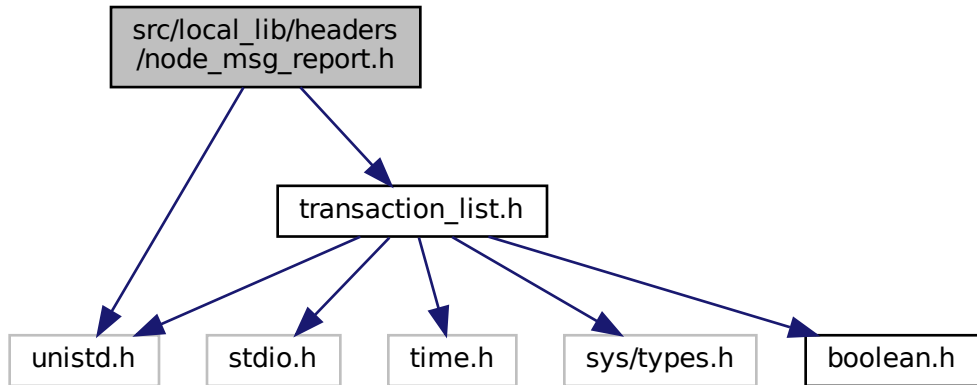 src/local_lib/headers
/node_msg_report.h
transaction_list.h
unistd.h
stdio.h
time.h
sys/types.h
boolean.h